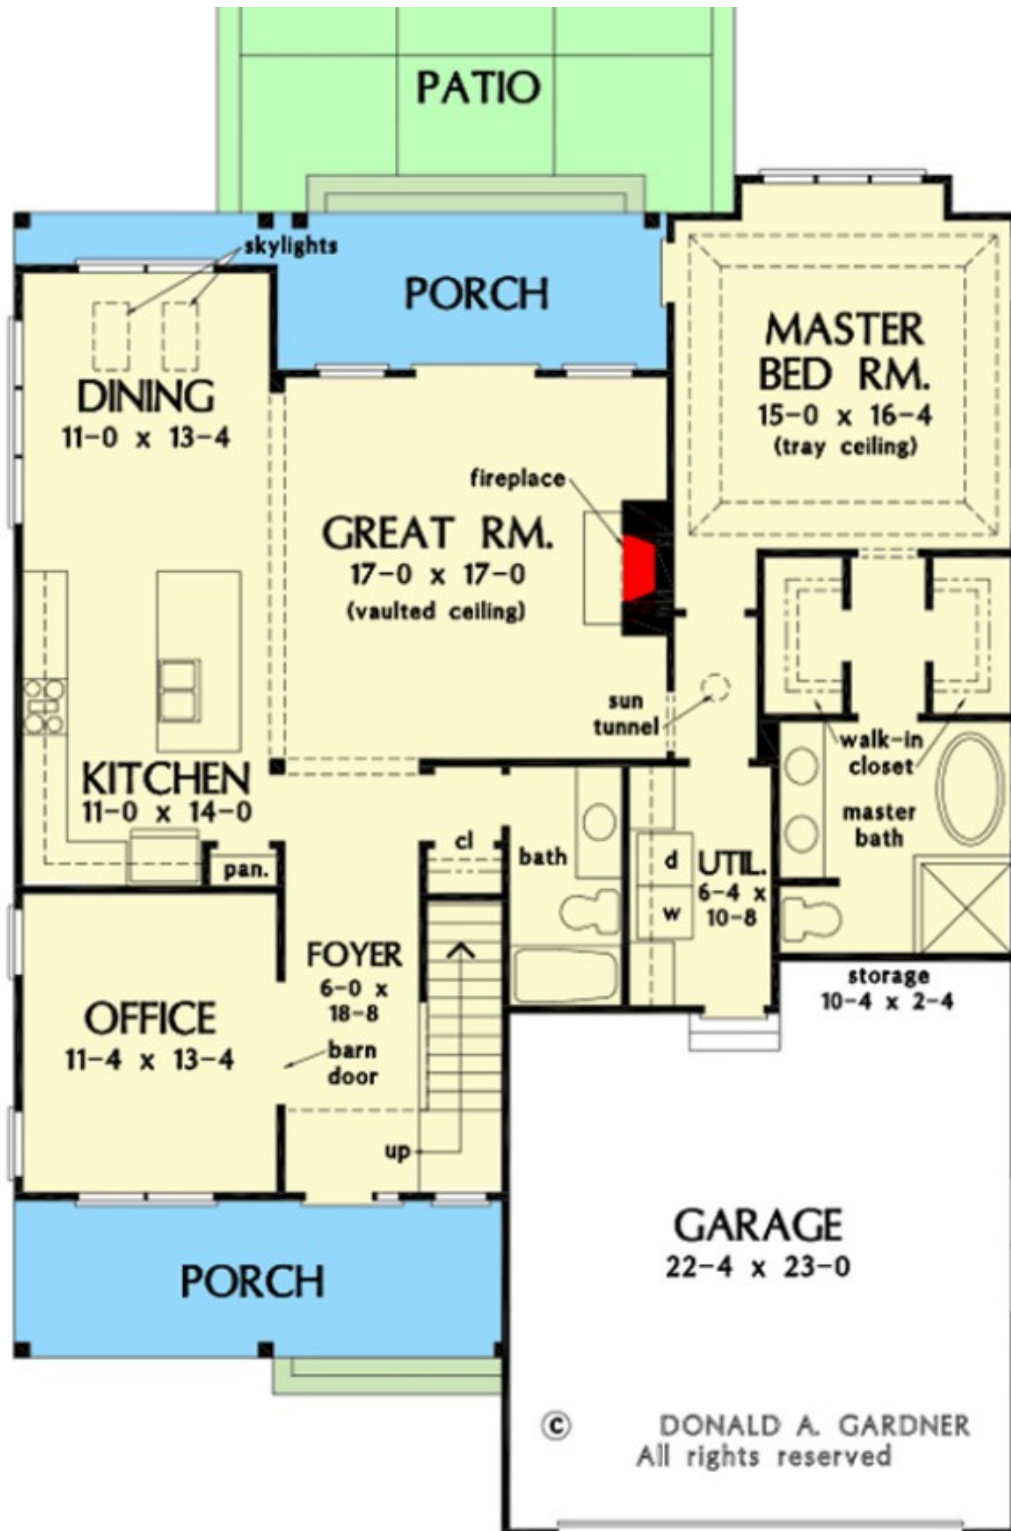 PATIO
skylights
PORCH
MASTER
BED RM.
15-0 x 16-4
(tray ceiling)
DINING
11-0 x 13-4
fireplace
GREAT RM.
17-0 x 17-0
(vaulted ceiling)
sun
tunnel
walk-in
closet
KITCHEN
11-0 x 14-0
master
bath
cl
bath
d
UTIL.
6-4 x
10-8
pan.
w
FOYER
6-0 x
18-8
storage
10-4 x 2-4
OFFICE
11-4 x 13-4
barn
door
up
GARAGE
22-4 x 23-0
PORCH
© DONALD A. GARDNER
All rights reserved